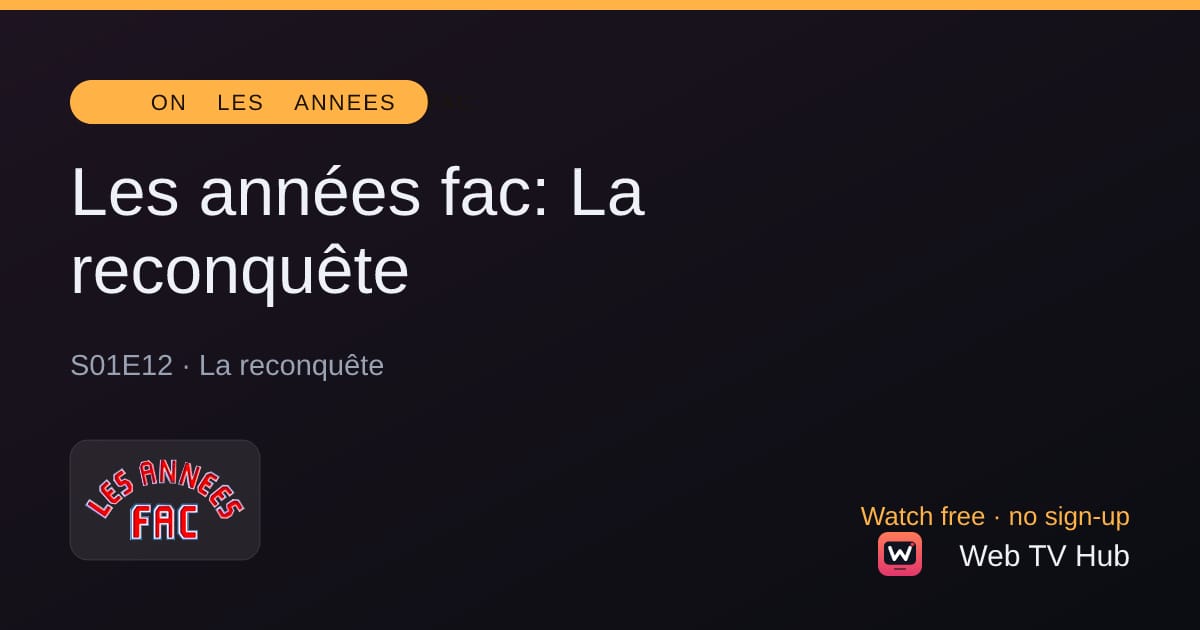 ON LES ANNEES
Les années fac: La
reconquête
S01E12 · La reconquête
LES ANNEES
FAC
Watch free · no sign-up
W
Web TV Hub